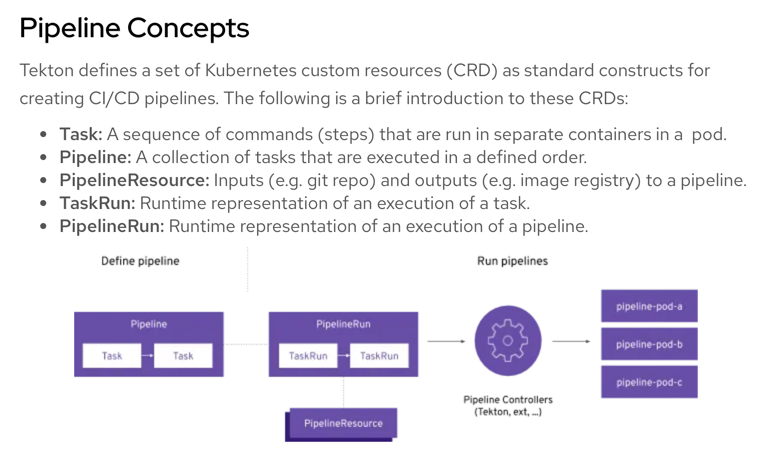 Pipeline Concepts
Tekton defines a set of Kubernetes custom resources (CRD) as standard constructs for
creating CI/CD pipelines. The following is a brief introduction to these CRDs:
• Task: A sequence of commands (steps) that are run in separate containers in a pod.
• Pipeline: A collection of tasks that are executed in a defined order.
• PipelineResource: Inputs (e.g. git repo) and outputs (e.g. image registry) to a pipeline.
• TaskRun: Runtime representation of an execution of a task.
• PipelineRun: Runtime representation of an execution of a pipeline.
Define pipeline
Run pipelines
Pipeline
Task
Task
PipelineRun
TaskRun
TaskRun
PipelineResource
Pipeline Controllers
(Tekton, ext, ...)
pipeline-pod-a
pipeline-pod-b
pipeline-pod-c